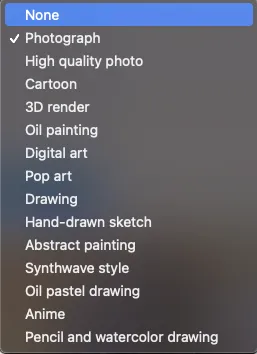 None
Photograph
High quality photo
Cartoon
3D render
Oil painting
Digital art
Pop art
Drawing
Hand-drawn sketch
Abstract painting
Synthwave style
Oil pastel drawing
Anime
Pencil and watercolor drawing